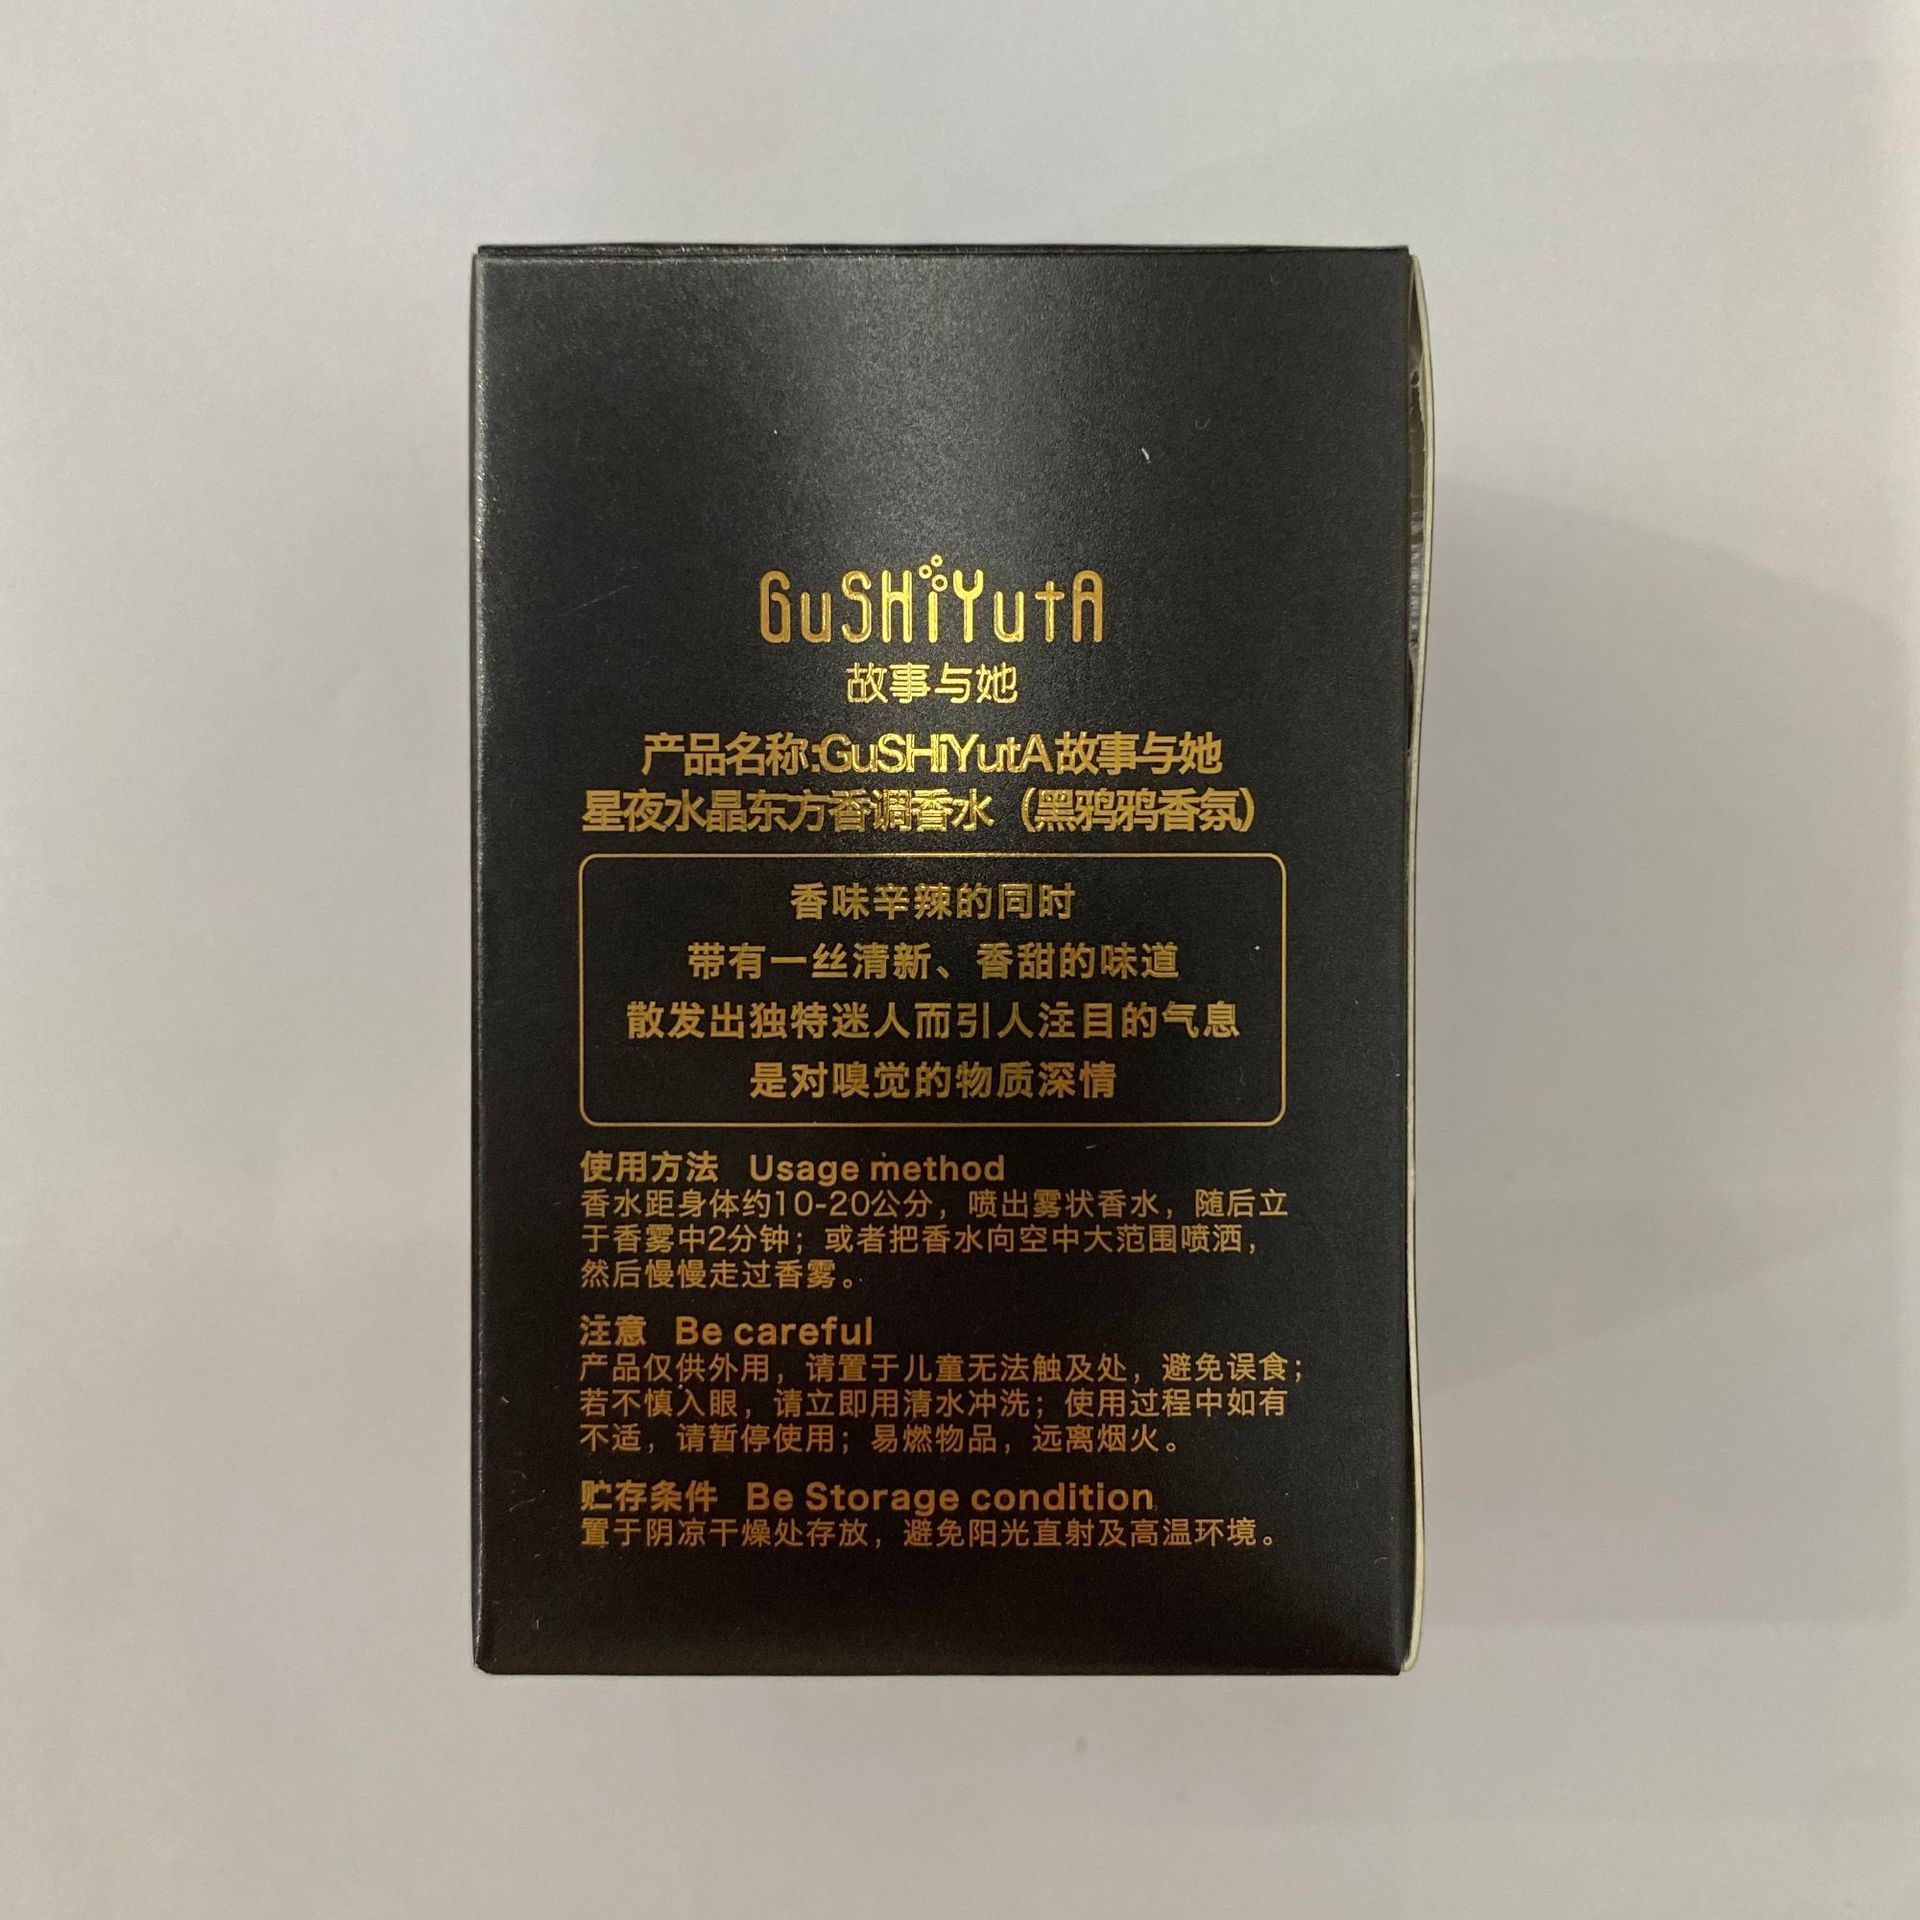 GuSHiYutA
故事与她
产品名称:GuSHiYutA故事与她
星夜水晶东方香调香水（黑鸦鸦香氛）
香味辛辣的同时
带有一丝清新、香甜的味道
散发出独特迷人而引人注目的气息
是对嗅觉的物质深情
使用方法 Usage method
香水距身体约10-20公分，喷出雾状香水，随后立
于香雾中2分钟；或者把香水向空中大范围喷洒，
然后慢慢走过香雾。
注意 Be careful
产品仅供外用，请置于儿童无法触及处，避免误食；
若不慎入眼，请立即用清水冲洗；使用过程中如有
不适，请暂停使用；易燃物品，远离烟火。
贮存条件 Be Storage condition
置于阴凉干燥处存放，避免阳光直射及高温环境。